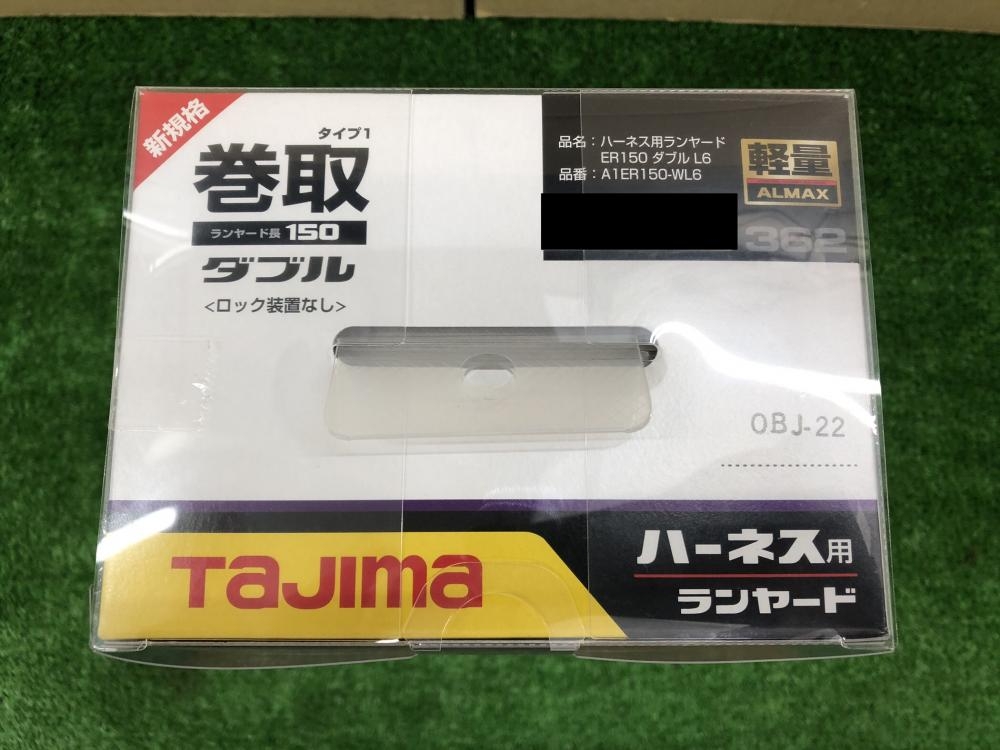 新規格
タイプ1
巻取
ランヤード長 150
ダブル
<ロック装置なし>
品名：ハーネス用ランヤード
ER150 ダブル L6
品番：A1ER150-WL6
軽量
ALMAX
362
OBJ-22
TaJIma
ハーネス用
ランヤード